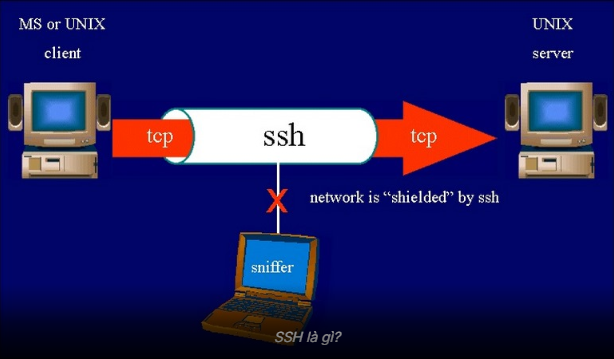 MS or UNIX
client
UNIX
server
tcp
ssh
tcp
network is “shielded” by ssh
X
sniffer
SSH là gì?